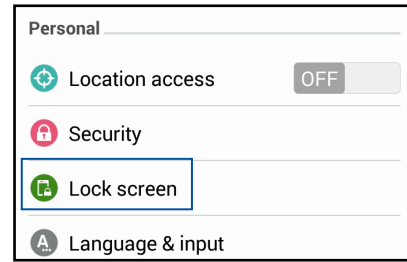 Personal
Location access OFF
Security
Lock screen
A... Language & input